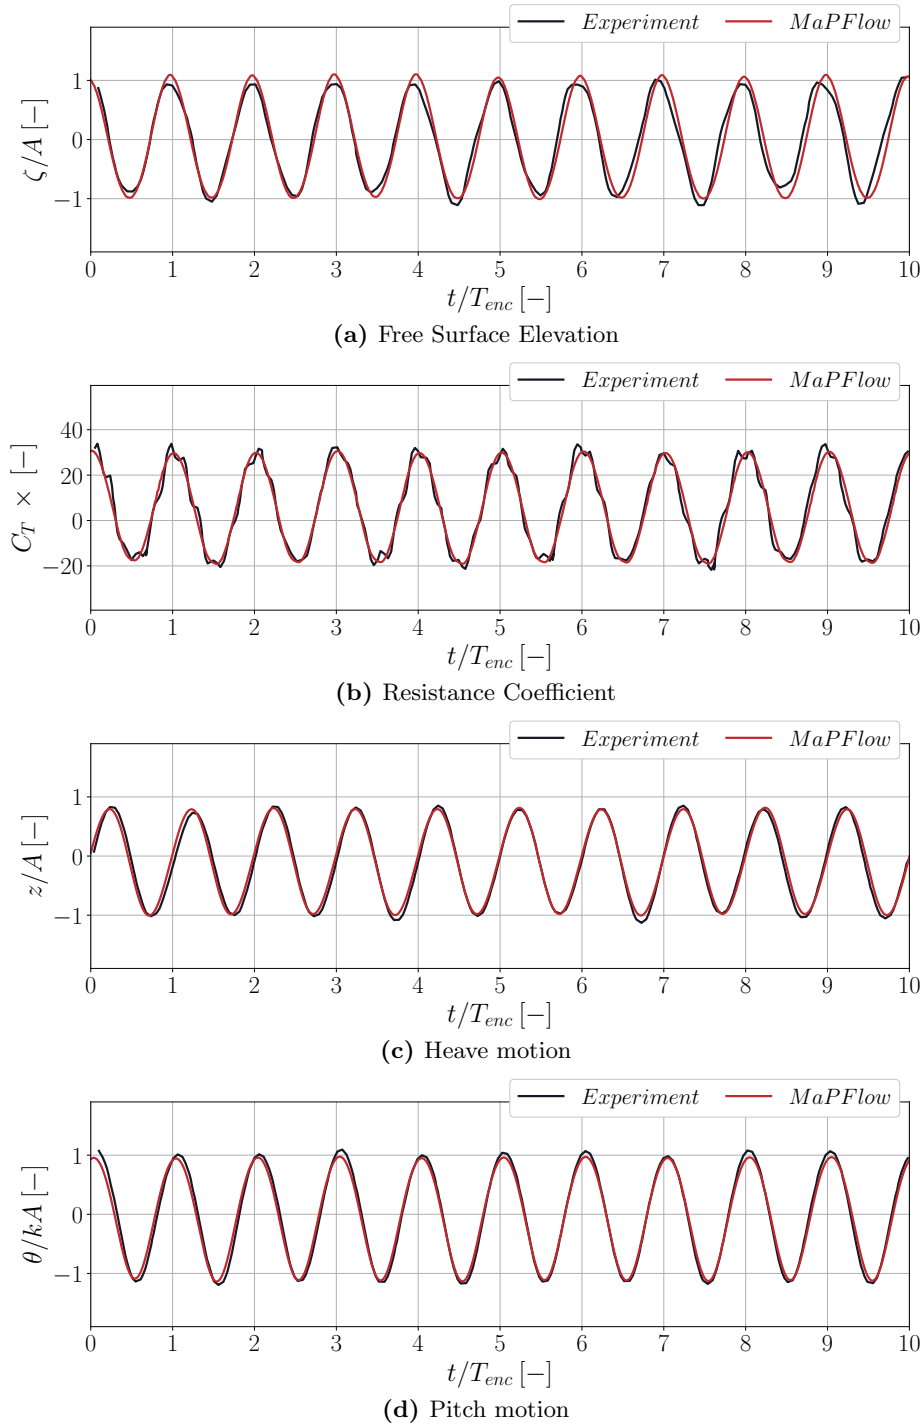 Experiment MaPFlow
ζ/A [−]
1
0
−1
0 1 2 3 4 5 6 7 8 9 10
t/T_enc [−]
(a) Free Surface Elevation
Experiment MaPFlow
C_T × [−]
40
20
0
−20
0 1 2 3 4 5 6 7 8 9 10
t/T_enc [−]
(b) Resistance Coefficient
Experiment MaPFlow
z/A [−]
1
0
−1
0 1 2 3 4 5 6 7 8 9 10
t/T_enc [−]
(c) Heave motion
Experiment MaPFlow
θ/kA [−]
1
0
−1
0 1 2 3 4 5 6 7 8 9 10
t/T_enc [−]
(d) Pitch motion